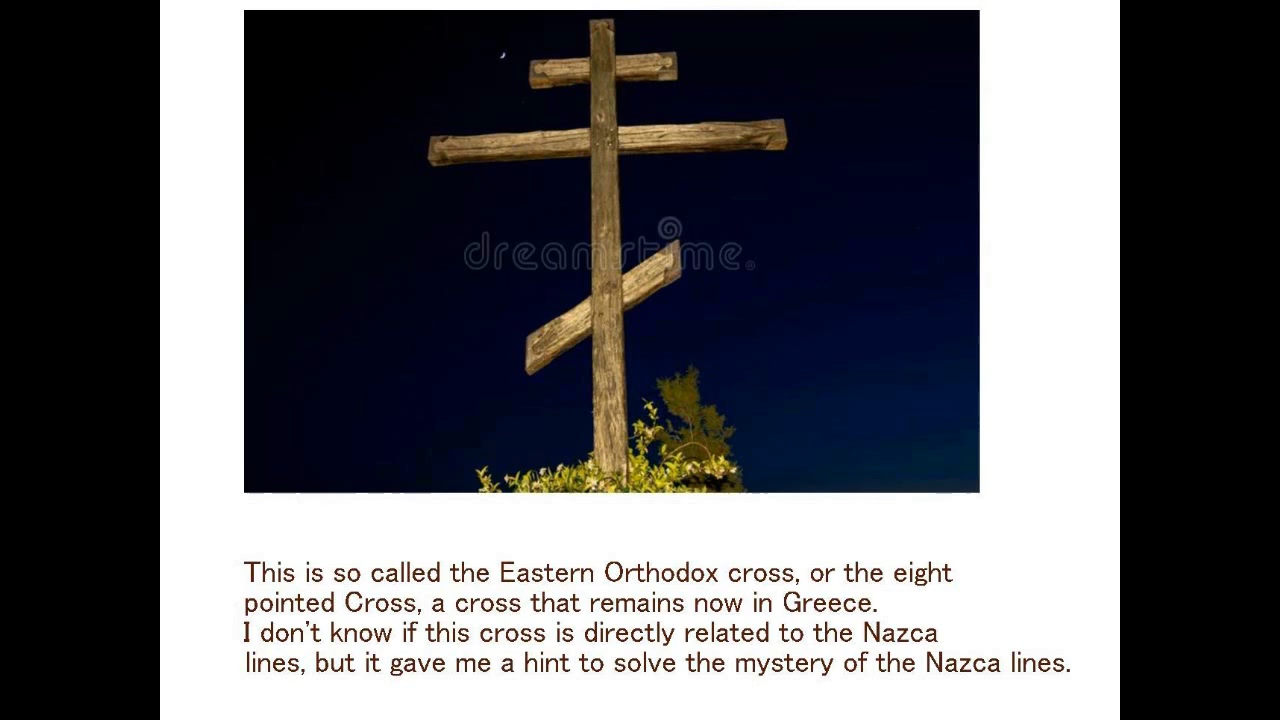 dreamstime.
This is so called the Eastern Orthodox cross, or the eight
pointed Cross, a cross that remains now in Greece.
I don't know if this cross is directly related to the Nazca
lines, but it gave me a hint to solve the mystery of the Nazca lines.